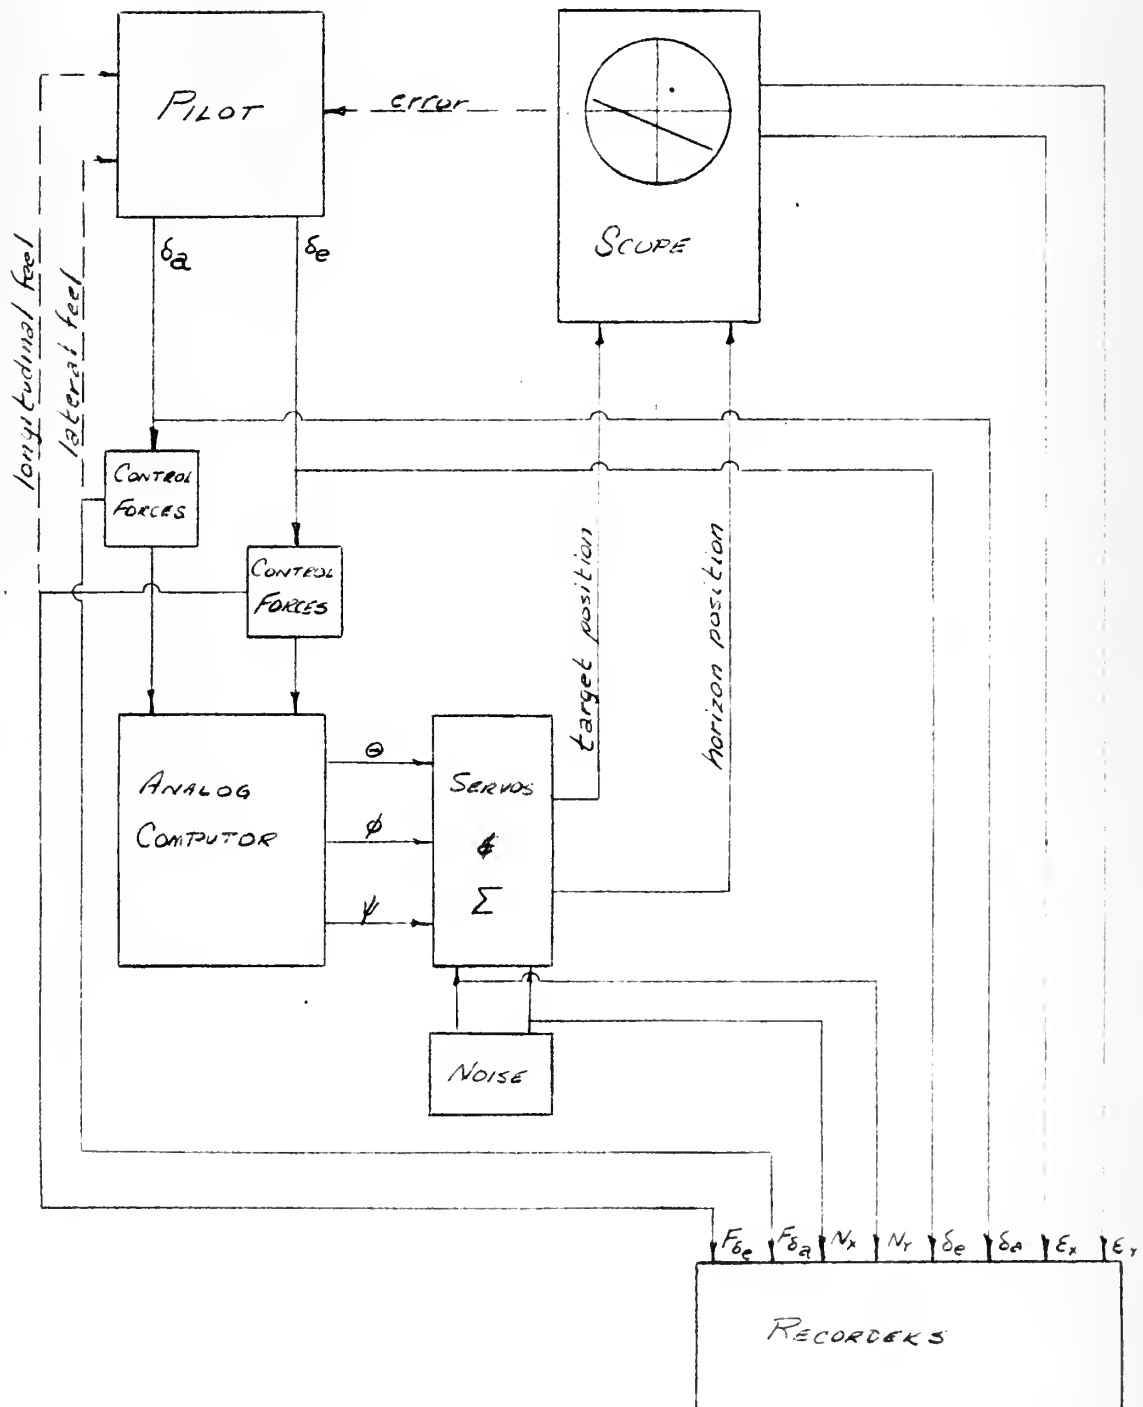 PILOT
error
SCOPE
δa
δe
longitudinal feel
lateral feel
CONTROL
FORCES
CONTROL
FORCES
target position
horizon position
ANALOG
COMPUTOR
θ
φ
ψ
SERVOS
&
Σ
NOISE
Fδe
Fδa
NX
NY
δe
δA
εX
εY
RECORDERS